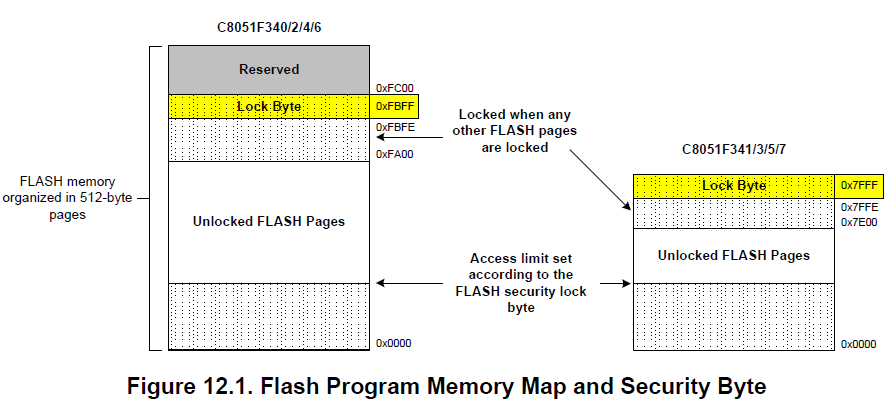 C8051F340/2/4/6
Reserved
0xFC00
Lock Byte
0xFBFF
0xFBFE
0xFA00
FLASH memory
organized in 512-byte
pages
Unlocked FLASH Pages
0x0000
Locked when any
other FLASH pages
are locked
Access limit set
according to the
FLASH security lock
byte
C8051F341/3/5/7
Lock Byte
0x7FFF
0x7FFE
0x7E00
Unlocked FLASH Pages
0x0000
Figure 12.1. Flash Program Memory Map and Security Byte